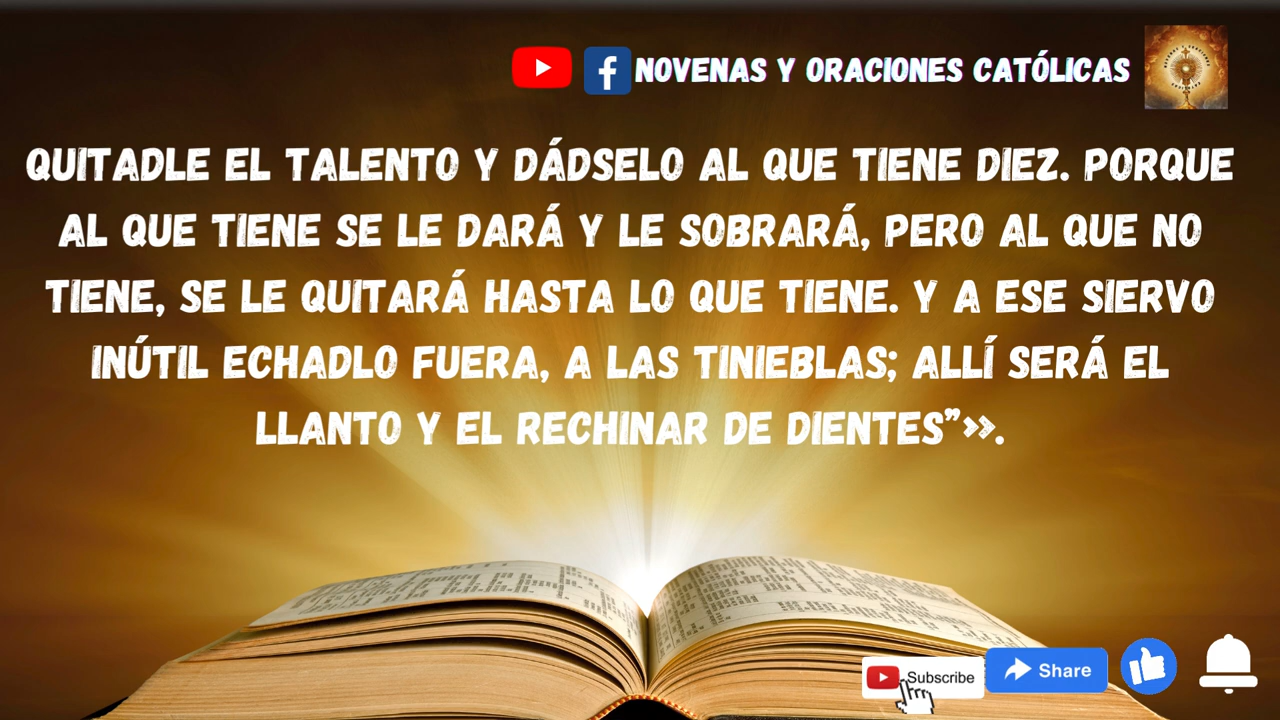 NOVENAS Y ORACIONES CATÓLICAS
QUITADLE EL TALENTO Y DÁDSELO AL QUE TIENE DIEZ. PORQUE
AL QUE TIENE SE LE DARÁ Y LE SOBRARÁ, PERO AL QUE NO
TIENE, SE LE QUITARÁ HASTA LO QUE TIENE. Y A ESE SIERVO
INÚTIL ECHADLO FUERA, A LAS TINIEBLAS; ALLÍ SERÁ EL
LLANTO Y EL RECHINAR DE DIENTES”>>.
Subscribe
Share